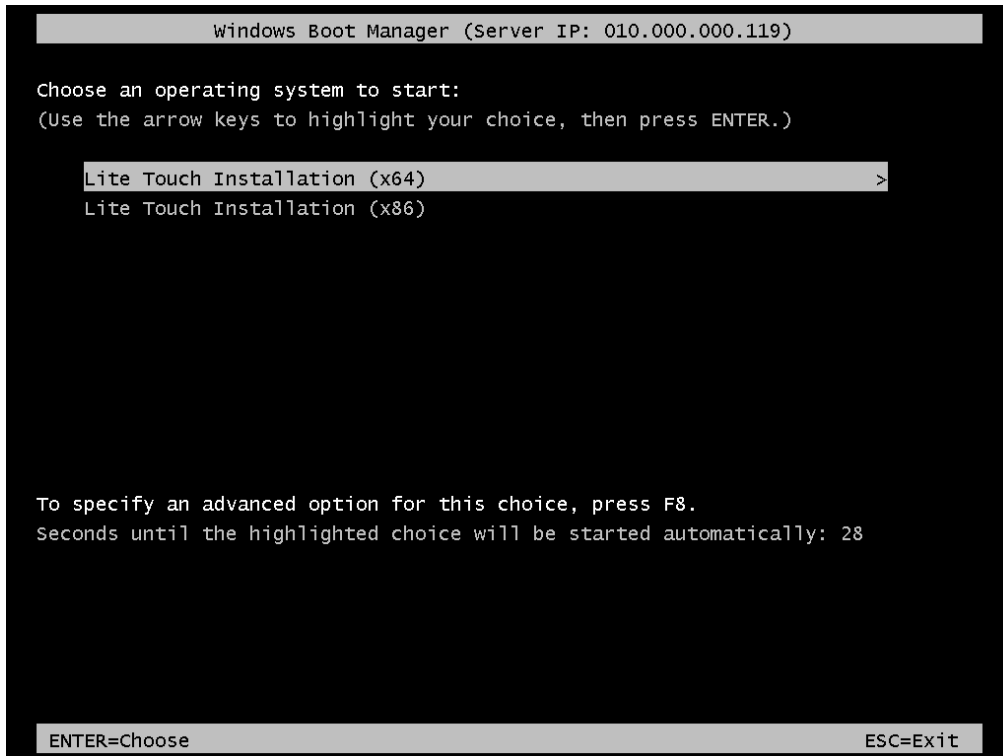 Windows Boot Manager (Server IP: 010.000.000.119)
Choose an operating system to start:
(Use the arrow keys to highlight your choice, then press ENTER.)
Lite Touch Installation (x64) >
Lite Touch Installation (x86)
To specify an advanced option for this choice, press F8.
Seconds until the highlighted choice will be started automatically: 28
ENTER=Choose ESC=Exit